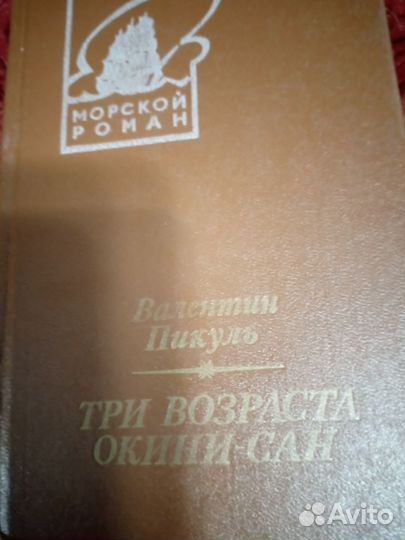 МОРСКОЙ
РОМАН
Валентин
Пикуль
ТРИ ВОЗРАСТА
ОКИНИ-САН
Avito